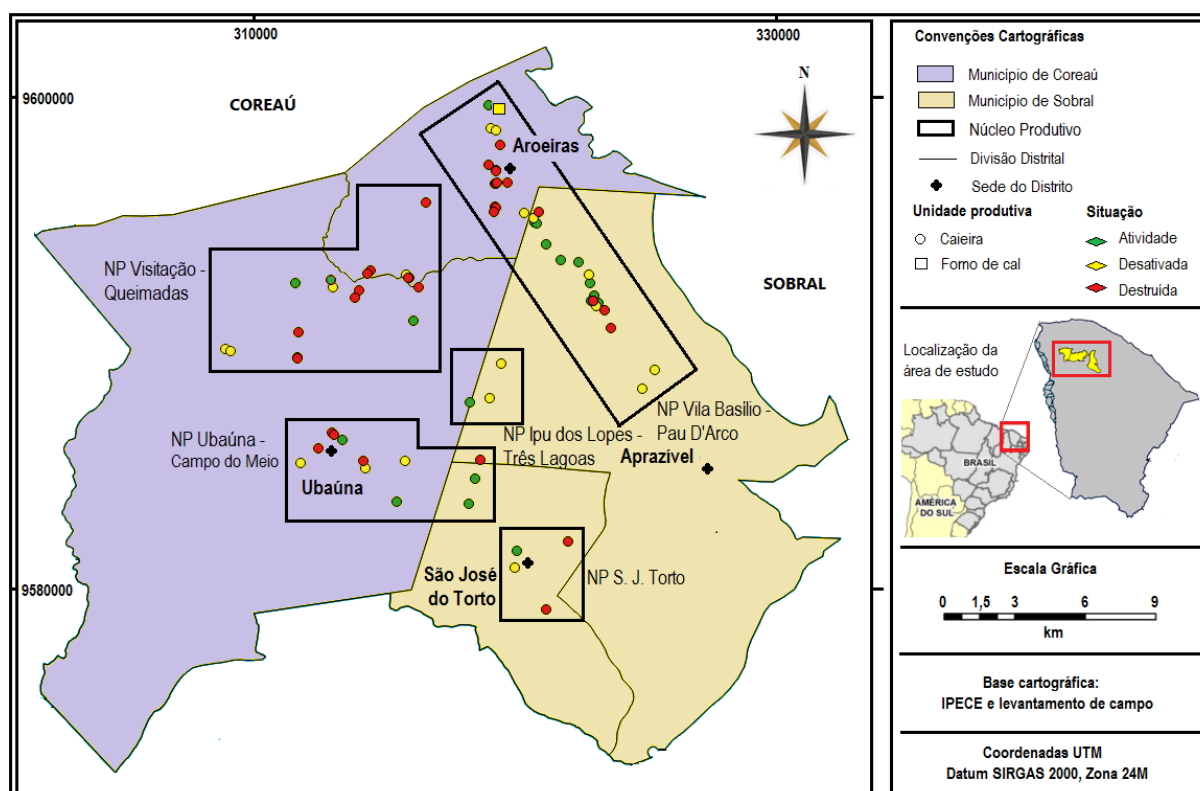 310000
330000
9600000
9580000
COREAÚ
N
Aroeiras
SOBRAL
NP Visitação -
Queimadas
NP Vila Basílio -
Pau D'Arco
NP Ipu dos Lopes -
Três Lagoas
Aprazível
NP Ubaúna -
Campo do Meio
Ubaúna
São José
do Torto
NP S. J. Torto
Convenções Cartográficas
Município de Coreaú
Município de Sobral
Núcleo Produtivo
Divisão Distrital
Sede do Distrito
Unidade produtiva
Caieira
Forno de cal
Situação
Atividade
Desativada
Destruida
Localização da
área de estudo
BRASIL
AMÉRICA
DO SUL
Escala Gráfica
0 1,5 3 6 9
km
Base cartográfica:
IPECE e levantamento de campo
Coordenadas UTM
Datum SIRGAS 2000, Zona 24M